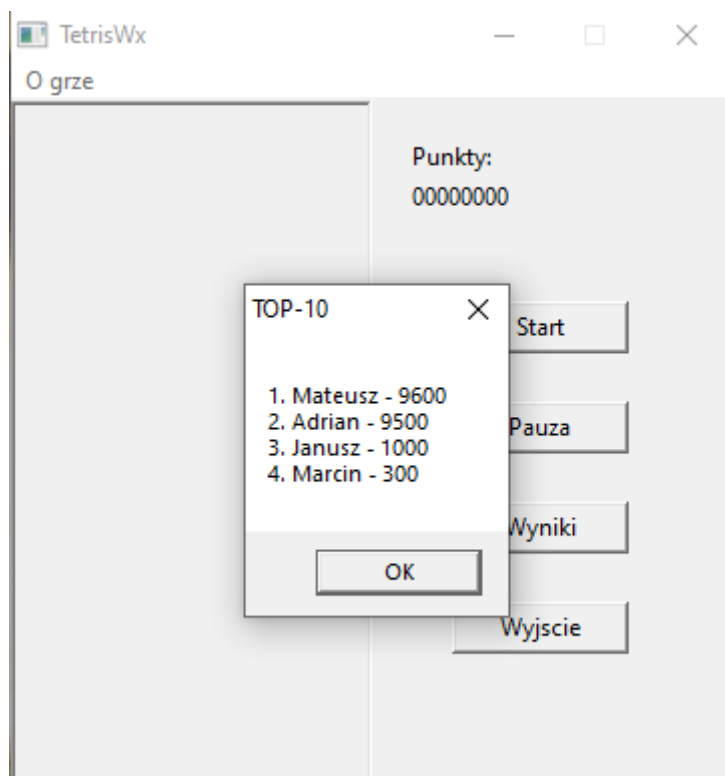 TetrisWx
O grze
Punkty:
00000000
TOP-10
1. Mateusz - 9600
2. Adrian - 9500
3. Janusz - 1000
4. Marcin - 300
OK
Start
Pauza
Wyniki
Wyjscie